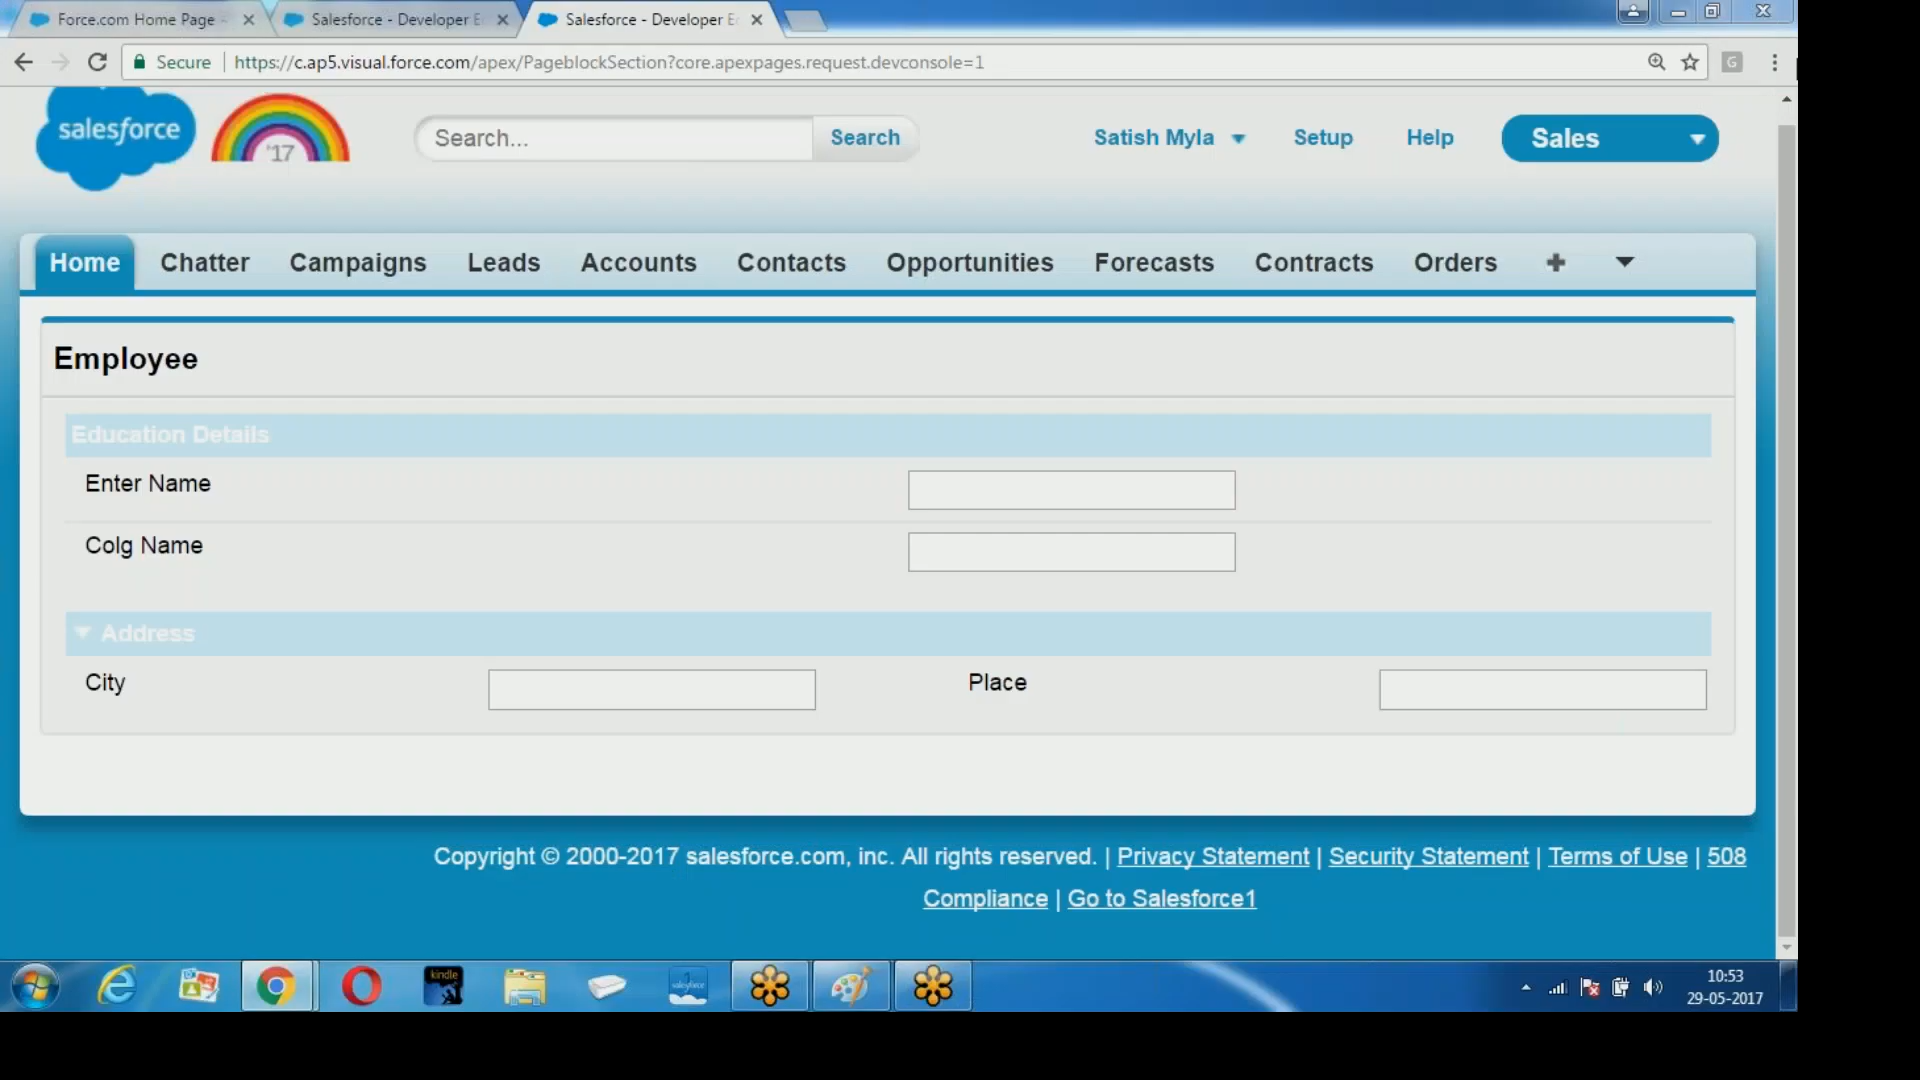 Force.com Home Page
Salesforce - Developer E
Salesforce - Developer E
Secure
https://c.ap5.visual.force.com/apex/PageblockSection?core.apexpages.request.devconsole=1
G
salesforce
'17
Search...
Search
Satish Myla
Setup
Help
Sales
Home
Chatter
Campaigns
Leads
Accounts
Contacts
Opportunities
Forecasts
Contracts
Orders
Employee
Education Details
Enter Name
Colg Name
Address
City
Place
Copyright © 2000-2017 salesforce.com, inc. All rights reserved. | Privacy Statement | Security Statement | Terms of Use | 508
Compliance | Go to Salesforce1
kindle
salesforce
10:53
29-05-2017